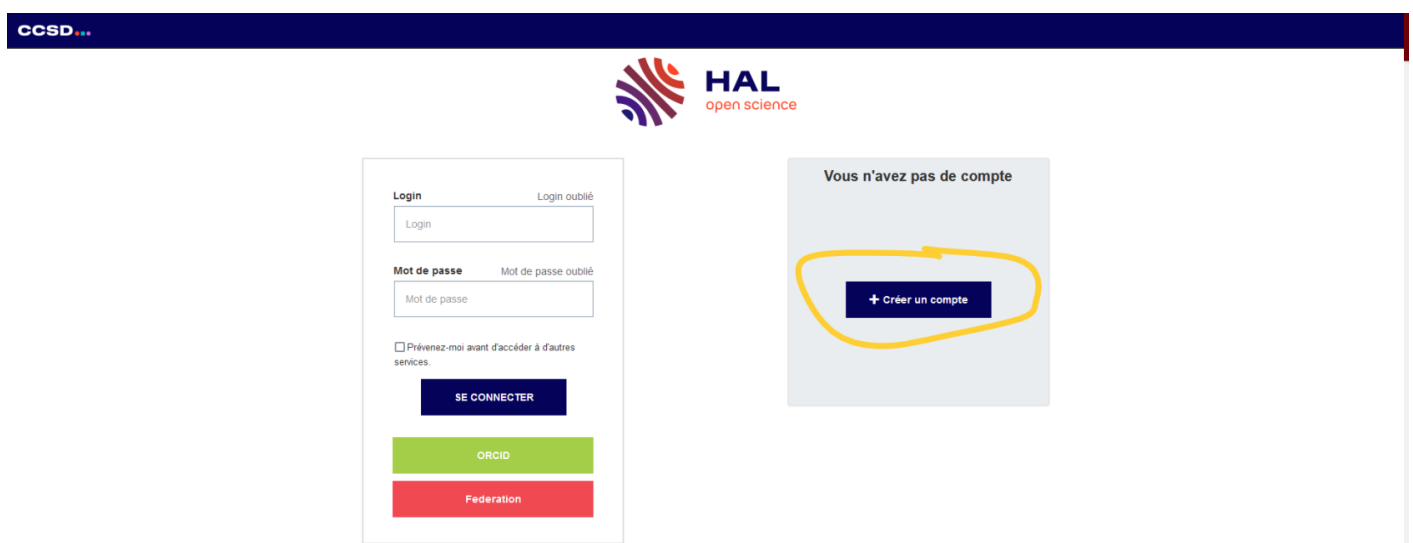 CCSD
HAL
open science
Login Login oublié
Login
Mot de passe Mot de passe oublié
Mot de passe
Prévenez-moi avant d'accéder à d'autres
services.
SE CONNECTER
ORCID
Federation
Vous n'avez pas de compte
+ Créer un compte